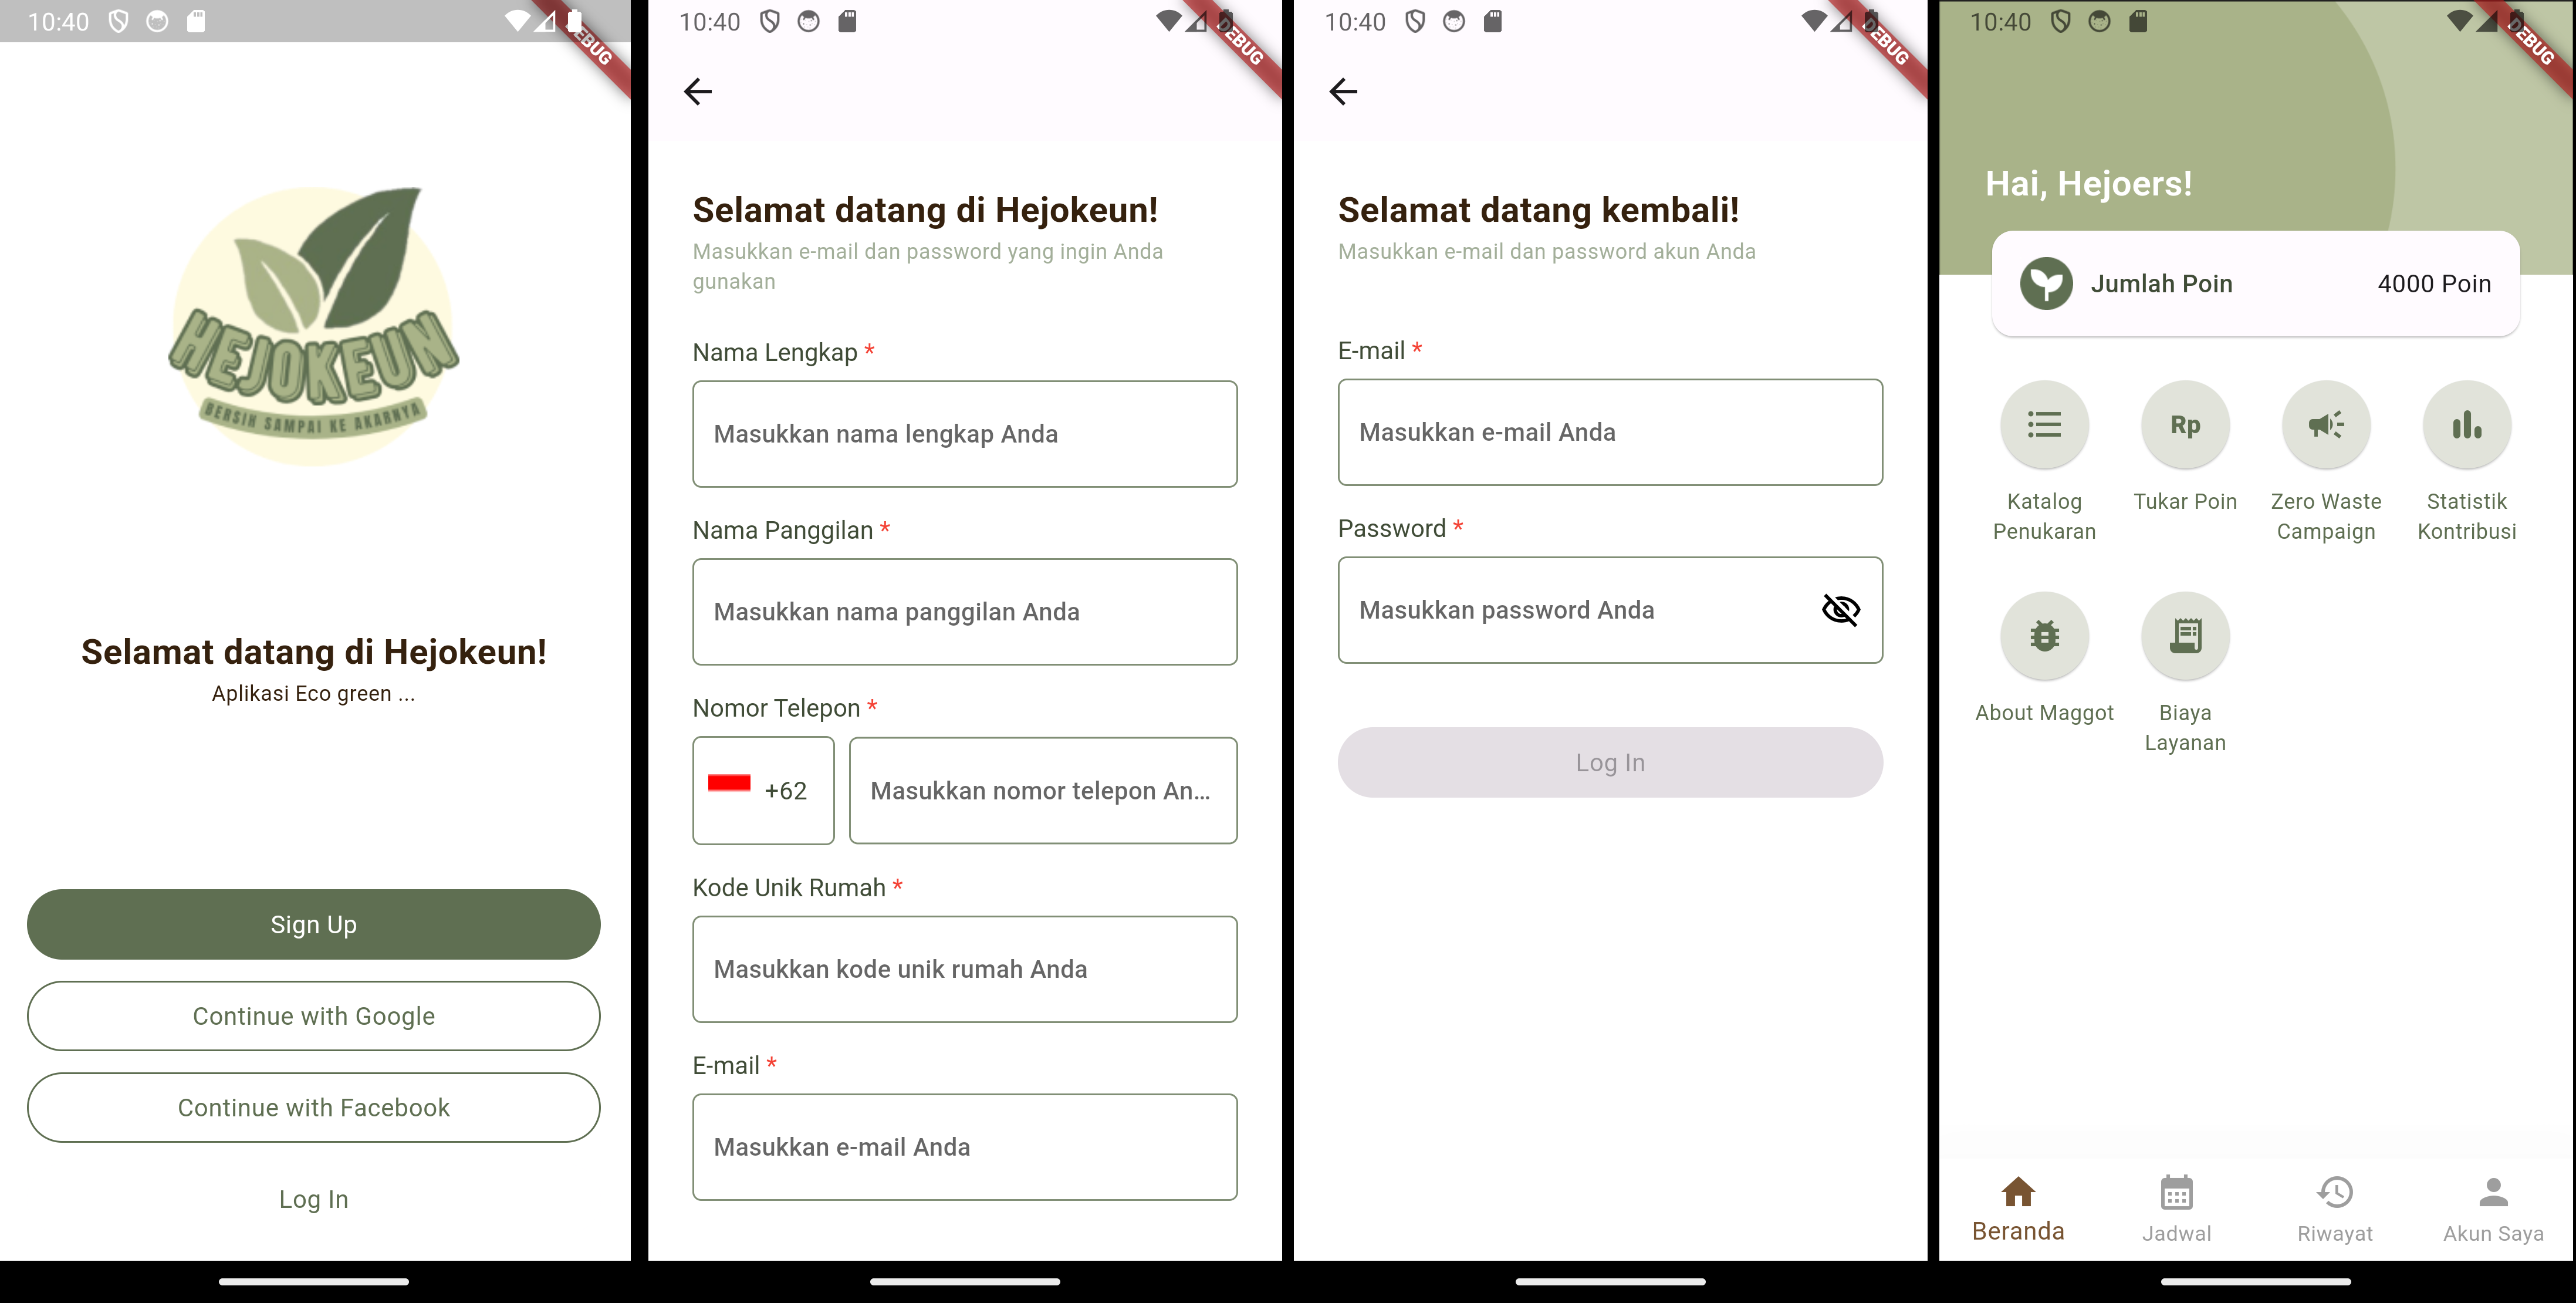 10:40
DEBUG
HEJOKEUN
BERSIH SAMPAI KE AKARNYA
Selamat datang di Hejokeun!
Aplikasi Eco green ...
Sign Up
Continue with Google
Continue with Facebook
Log In
10:40
DEBUG
Selamat datang di Hejokeun!
Masukkan e-mail dan password yang ingin Anda
gunakan
Nama Lengkap *
Masukkan nama lengkap Anda
Nama Panggilan *
Masukkan nama panggilan Anda
Nomor Telepon *
+62
Masukkan nomor telepon An...
Kode Unik Rumah *
Masukkan kode unik rumah Anda
E-mail *
Masukkan e-mail Anda
10:40
DEBUG
Selamat datang kembali!
Masukkan e-mail dan password akun Anda
E-mail *
Masukkan e-mail Anda
Password *
Masukkan password Anda
Log In
10:40
DEBUG
Hai, Hejoers!
Jumlah Poin
4000 Poin
Katalog
Penukaran
Rp
Tukar Poin
Zero Waste
Campaign
Statistik
Kontribusi
About Maggot
Biaya
Layanan
Beranda
Jadwal
Riwayat
Akun Saya